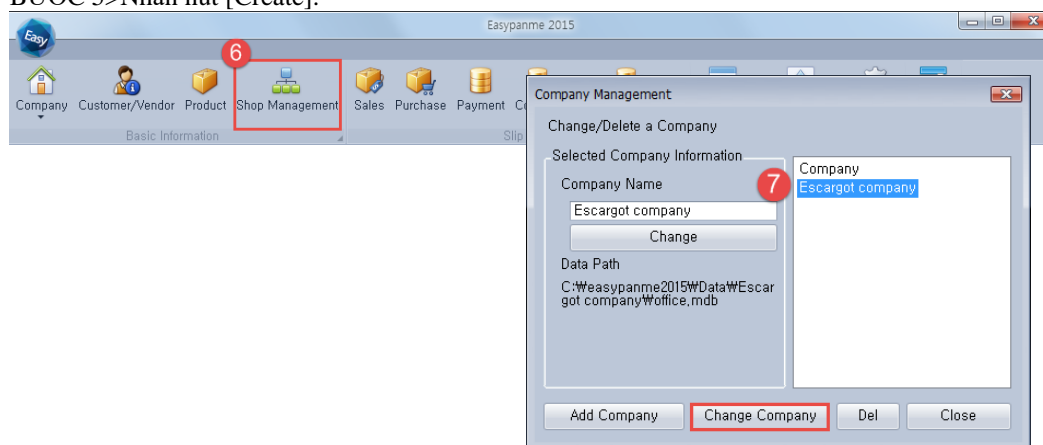 Easypanme 2015
Easy
6
Company Customer/Vendor Product Shop Management Sales Purchase Payment
Basic Information
Slip
Company Management
Change/Delete a Company
Selected Company Information
Company Name
Escargot company
Change
Data Path
C:₩easypanme2015₩Data₩Escar
got company₩office,mdb
7
Company
Escargot company
Add Company Change Company Del Close